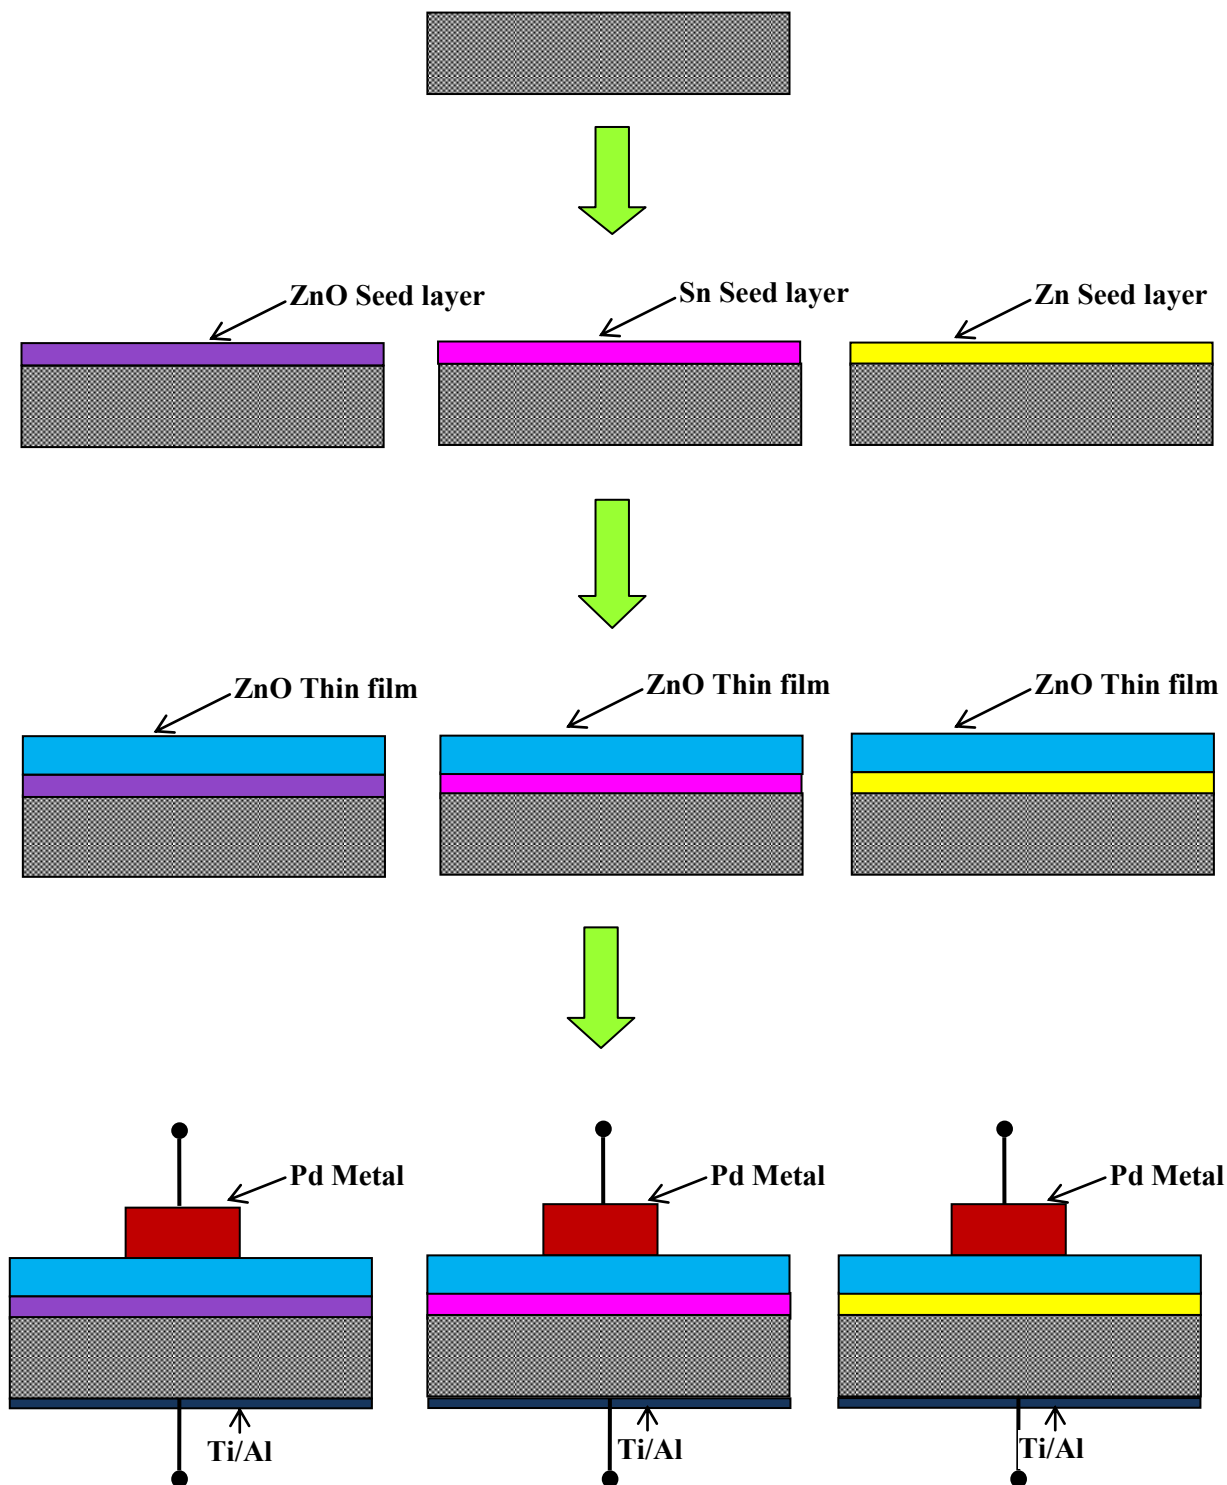 ZnO Seed layer
Sn Seed layer
Zn Seed layer
ZnO Thin film
ZnO Thin film
ZnO Thin film
Pd Metal
Pd Metal
Pd Metal
Ti/Al
Ti/Al
Ti/Al